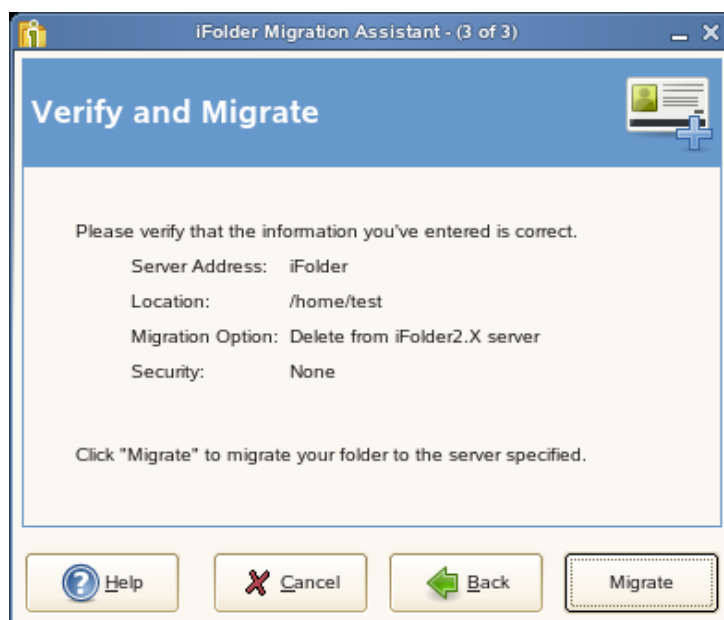 iFolder Migration Assistant - (3 of 3)
Verify and Migrate
Please verify that the information you've entered is correct.
Server Address: iFolder
Location: /home/test
Migration Option: Delete from iFolder2.X server
Security: None
Click "Migrate" to migrate your folder to the server specified.
Help Cancel Back Migrate